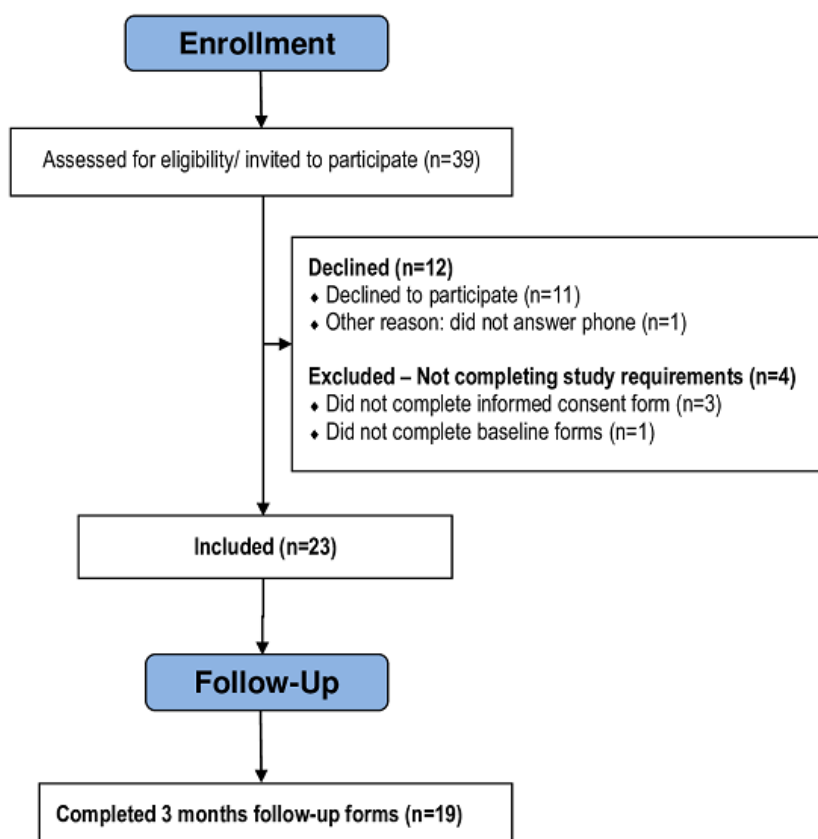 Enrollment
Assessed for eligibility/ invited to participate (n=39)
Declined (n=12)
♦ Declined to participate (n=11)
♦ Other reason: did not answer phone (n=1)
Excluded – Not completing study requirements (n=4)
♦ Did not complete informed consent form (n=3)
♦ Did not complete baseline forms (n=1)
Included (n=23)
Follow-Up
Completed 3 months follow-up forms (n=19)